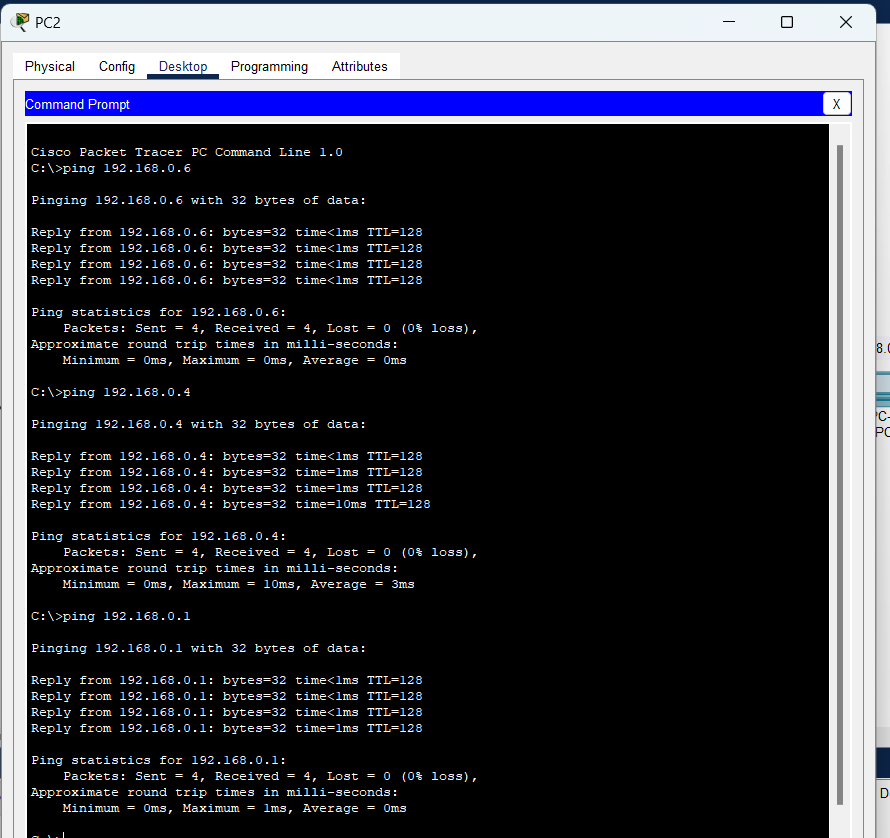 PC2
Physical Config Desktop Programming Attributes
Command Prompt
X
Cisco Packet Tracer PC Command Line 1.0
C:\>ping 192.168.0.6
Pinging 192.168.0.6 with 32 bytes of data:
Reply from 192.168.0.6: bytes=32 time<1ms TTL=128
Reply from 192.168.0.6: bytes=32 time<1ms TTL=128
Reply from 192.168.0.6: bytes=32 time<1ms TTL=128
Reply from 192.168.0.6: bytes=32 time<1ms TTL=128
Ping statistics for 192.168.0.6:
Packets: Sent = 4, Received = 4, Lost = 0 (0% loss),
Approximate round trip times in milli-seconds:
Minimum = 0ms, Maximum = 0ms, Average = 0ms
C:\>ping 192.168.0.4
Pinging 192.168.0.4 with 32 bytes of data:
Reply from 192.168.0.4: bytes=32 time<1ms TTL=128
Reply from 192.168.0.4: bytes=32 time=1ms TTL=128
Reply from 192.168.0.4: bytes=32 time=1ms TTL=128
Reply from 192.168.0.4: bytes=32 time=10ms TTL=128
Ping statistics for 192.168.0.4:
Packets: Sent = 4, Received = 4, Lost = 0 (0% loss),
Approximate round trip times in milli-seconds:
Minimum = 0ms, Maximum = 10ms, Average = 3ms
C:\>ping 192.168.0.1
Pinging 192.168.0.1 with 32 bytes of data:
Reply from 192.168.0.1: bytes=32 time<1ms TTL=128
Reply from 192.168.0.1: bytes=32 time<1ms TTL=128
Reply from 192.168.0.1: bytes=32 time<1ms TTL=128
Reply from 192.168.0.1: bytes=32 time=1ms TTL=128
Ping statistics for 192.168.0.1:
Packets: Sent = 4, Received = 4, Lost = 0 (0% loss),
Approximate round trip times in milli-seconds:
Minimum = 0ms, Maximum = 1ms, Average = 0ms